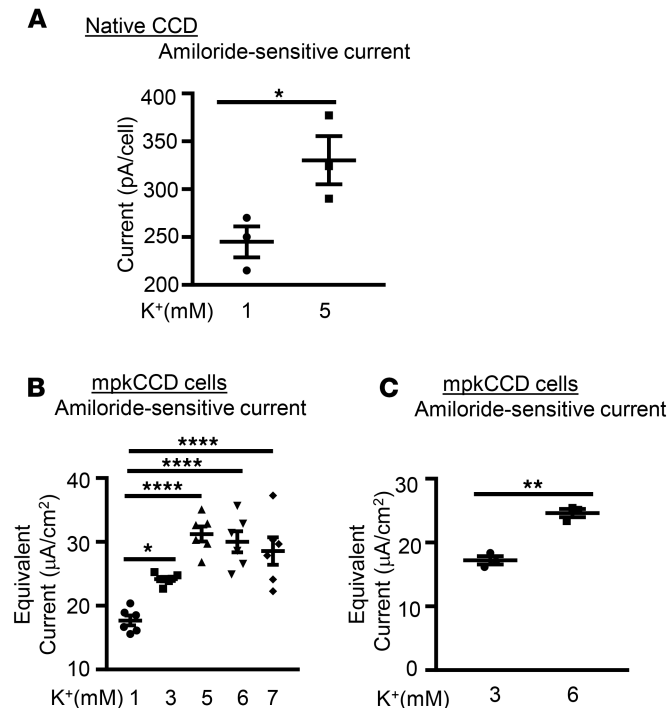 A
Native CCD
Amiloride-sensitive current
*
400
350
300
250
200
Current (pA/cell)
K⁺(mM) 1 5
B
mpkCCD cells
Amiloride-sensitive current
****
****
****
*
40
30
20
10
Equivalent
Current (μA/cm²)
K⁺(mM) 1 3 5 6 7
C
mpkCCD cells
Amiloride-sensitive current
**
30
20
10
0
Equivalent
Current (μA/cm²)
K⁺(mM) 3 6